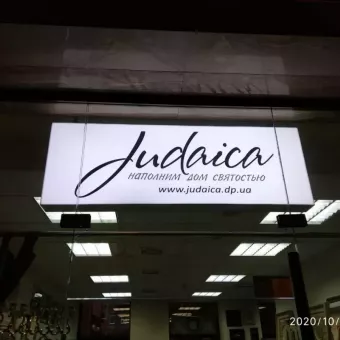 Judaica
наполним дом святостью
www.judaica.dp.ua
2020/10/